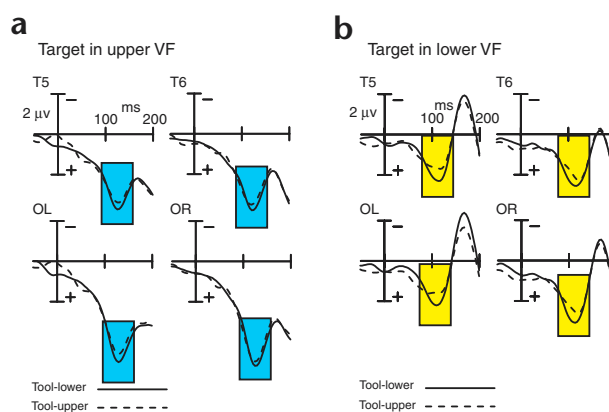 a
Target in upper VF
T5
T6
−
−
2 μv
ms
100
200
+
+
OL
OR
+
+
Tool-lower
Tool-upper
b
Target in lower VF
T5
T6
−
−
2 μv
ms
100
200
+
+
OL
OR
+
+
Tool-lower
Tool-upper